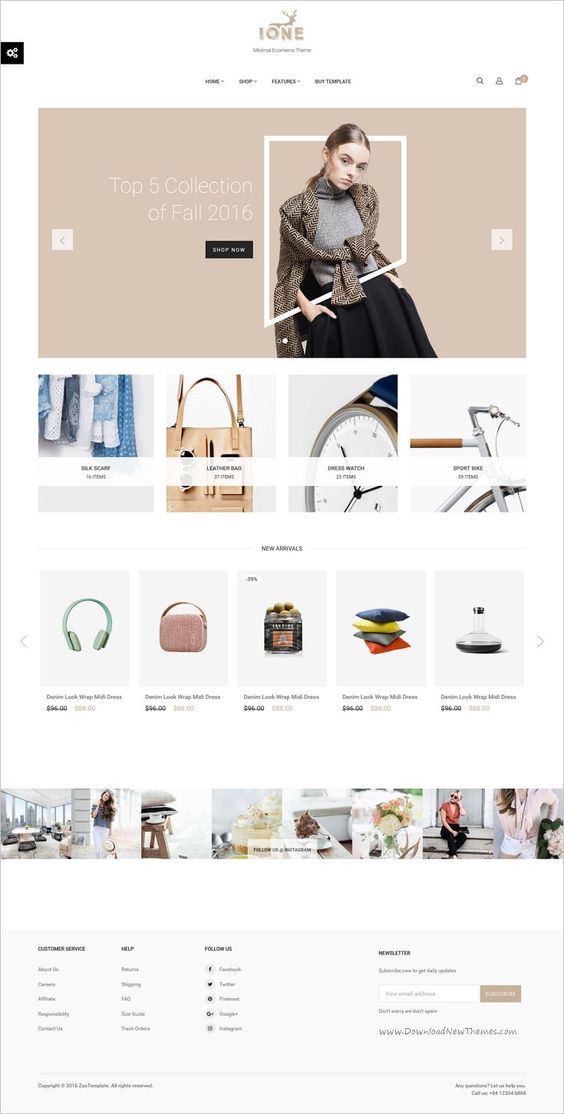 IONE
Minimal Ecomerce Theme
HOME SHOP FEATURES BUY TEMPLATE
0
Top 5 Collection
of Fall 2016
SHOP NOW
SILK SCARF
16 ITEMS
LEATHER BAG
37 ITEMS
DRESS WATCH
25 ITEMS
SPORT BIKE
09 ITEMS
NEW ARRIVALS
-39%
Denim Look Wrap Midi Dress
$96.00 $88.00
Denim Look Wrap Midi Dress
$96.00 $88.00
Denim Look Wrap Midi Dress
$96.00 $88.00
Denim Look Wrap Midi Dress
$96.00 $88.00
Denim Look Wrap Midi Dress
$96.00 $88.00
FOLLOW US @ INSTAGRAM
CUSTOMER SERVICE
About Us
Careers
Affiliate
Responsibility
Contact Us
HELP
Returns
Shipping
FAQ
Size Guide
Track Orders
FOLLOW US
Facebook
Twitter
Pinterest
Google+
Instagram
NEWSLETTER
Subscribe now to get daily updates
Your email address
SUBSCRIBE
Don't worry we don't spam
www.DownloadNewThemes.com
Copyright © 2016 ZooTemplate. All rights reserved.
Any questions? Let us help you.
Call us: +84 12354 6868